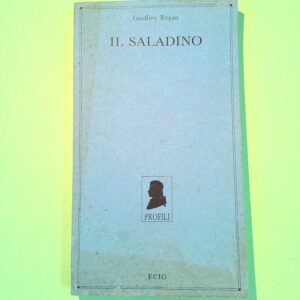 Geoffrey Regan
IL SALADINO
PROFILI
ECIG